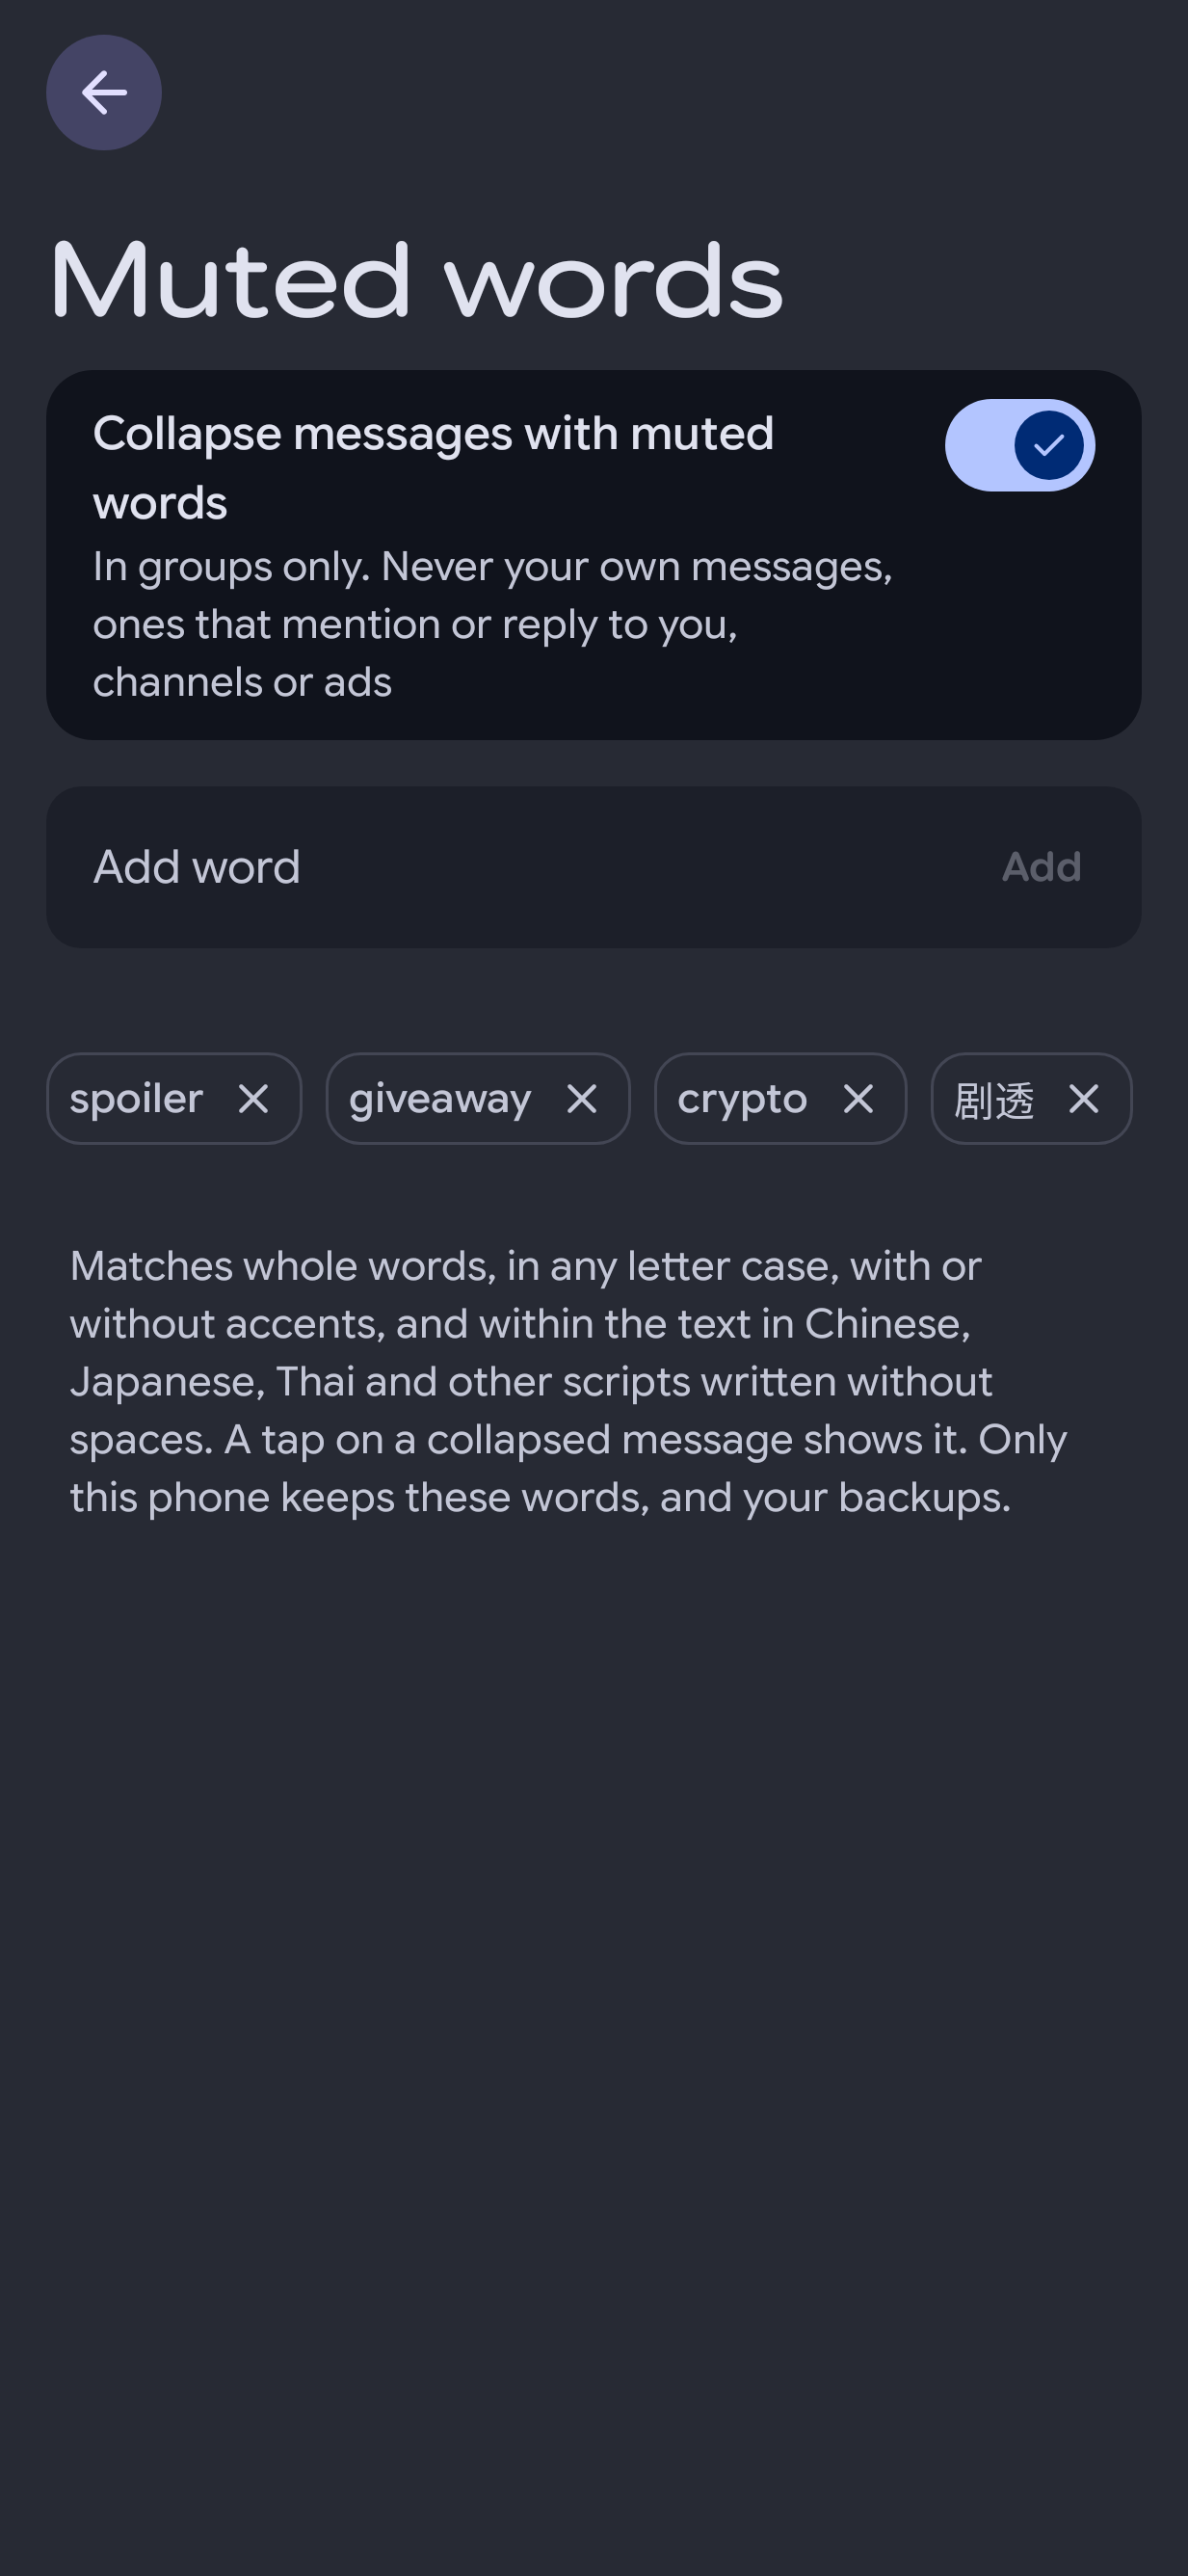 Muted words
Collapse messages with muted
words
In groups only. Never your own messages,
ones that mention or reply to you,
channels or ads
Add word
Add
spoiler
giveaway
crypto
剧透
Matches whole words, in any letter case, with or
without accents, and within the text in Chinese,
Japanese, Thai and other scripts written without
spaces. A tap on a collapsed message shows it. Only
this phone keeps these words, and your backups.